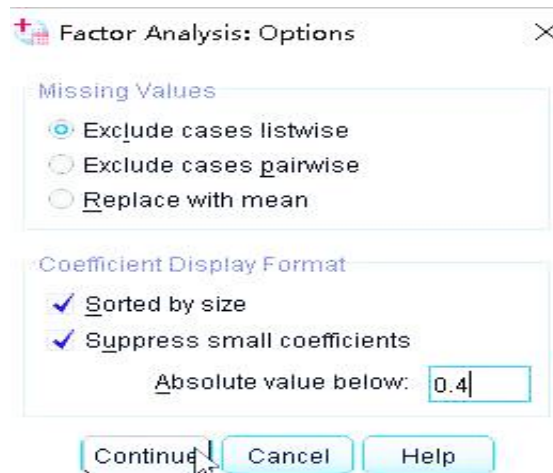 Factor Analysis: Options
Missing Values
Exclude cases listwise
Exclude cases pairwise
Replace with mean
Coefficient Display Format
Sorted by size
Suppress small coefficients
Absolute value below: 0.4
Continue Cancel Help